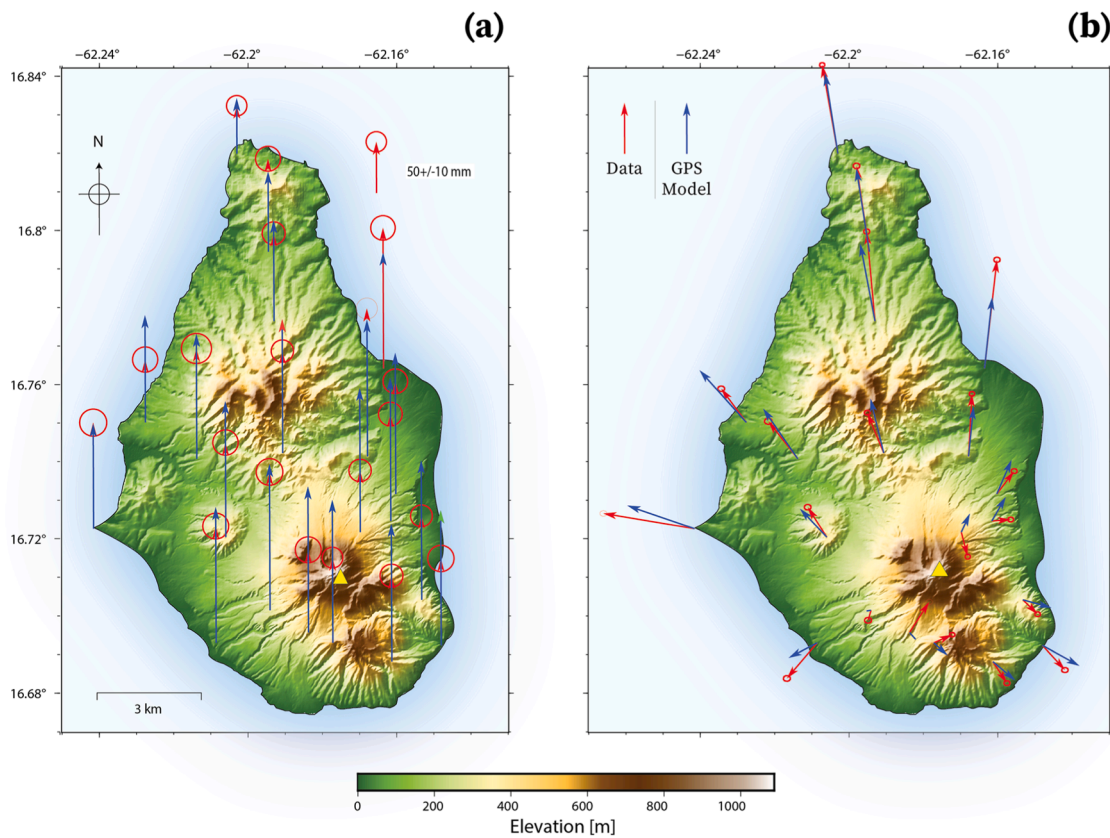 (a)
(b)
−62.24° −62.2° −62.16°
−62.24° −62.2° −62.16°
16.84°
16.8°
16.76°
16.72°
16.68°
N
50+/-10 mm
Data
GPS
Model
3 km
0 200 400 600 800 1000
Elevation [m]